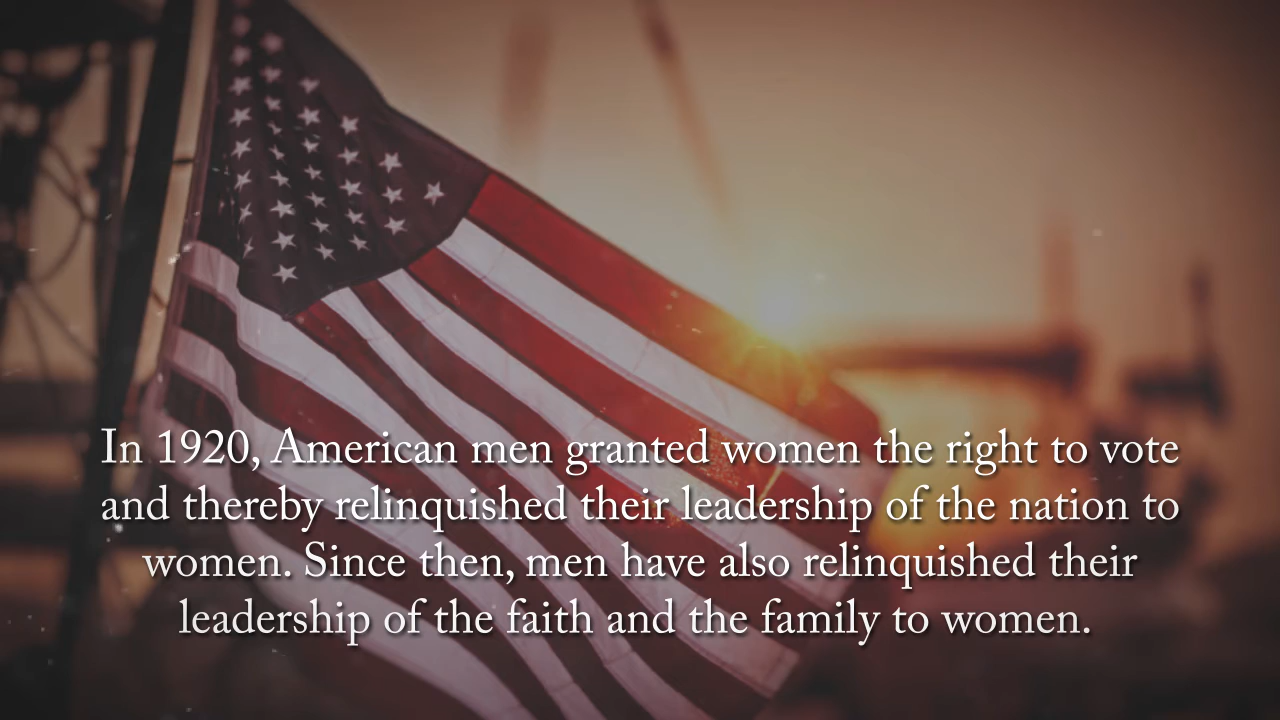 In 1920, American men granted women the right to vote
and thereby relinquished their leadership of the nation to
women. Since then, men have also relinquished their
leadership of the faith and the family to women.